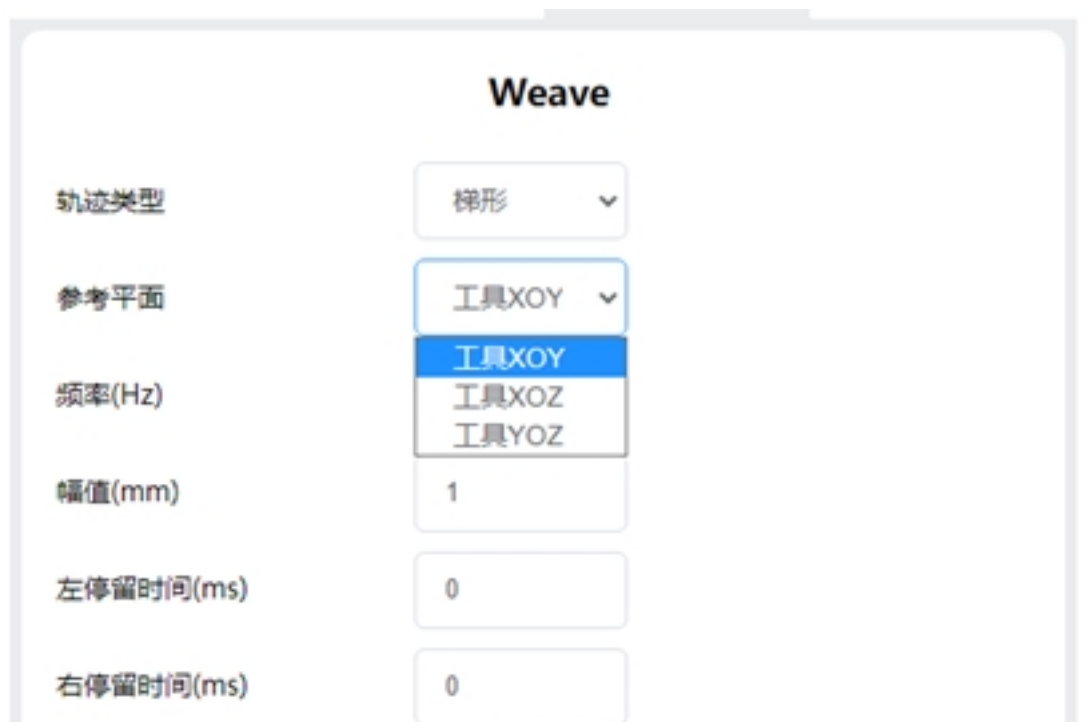 Weave
轨迹类型 梯形
参考平面 工具XOY
工具XOY
频率(Hz) 工具XOZ
工具YOZ
幅值(mm) 1
左停留时间(ms) 0
右停留时间(ms) 0